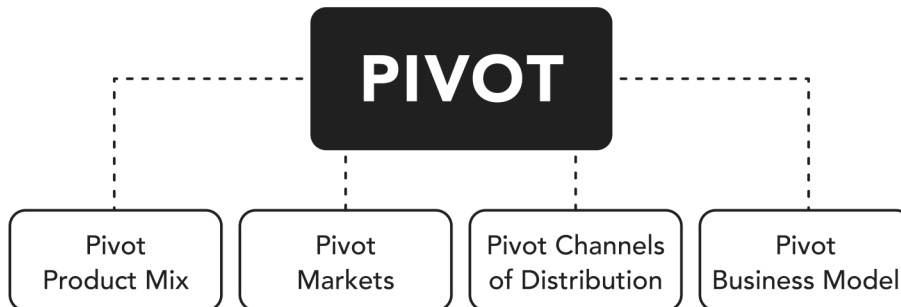 PIVOT
Pivot
Product Mix
Pivot
Markets
Pivot Channels
of Distribution
Pivot
Business Model